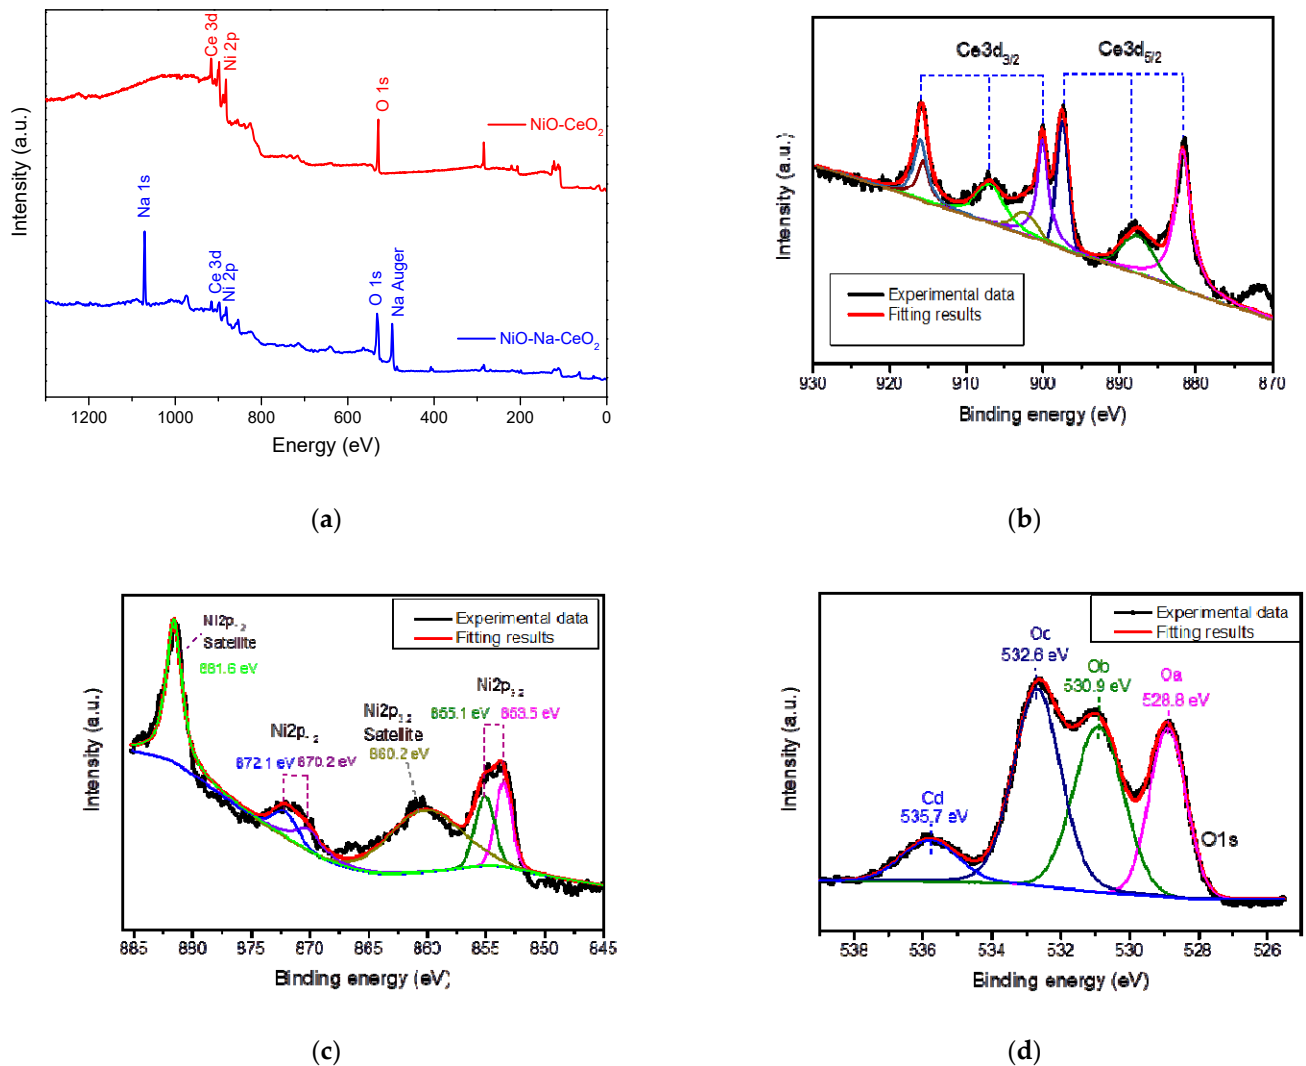 Ce 3d
Ni 2p
O 1s
NiO-CeO2
Na 1s
Ce 3d
Ni 2p
O 1s
Na Auger
NiO-Na-CeO2
Intensity (a.u.)
1200 1000 800 600 400 200 0
Energy (eV)
(a)
Ce3d3/2 Ce3d5/2
Intensity (a.u.)
Experimental data
Fitting results
930 920 910 900 890 880 870
Binding energy (eV)
(b)
Experimental data
Fitting results
Satellite
881.6 eV
872.1 eV 870.2 eV
Satellite
860.2 eV
855.1 eV 853.5 eV
Intensity (a.u.)
885 880 875 870 865 860 855 850 845
Binding energy (eV)
(c)
Experimental data
Fitting results
Oc
532.6 eV
Ob
530.9 eV
Oa
528.8 eV
Cd
535.7 eV
O1s
Intensity (a.u.)
538 536 534 532 530 528 526
Binding energy (eV)
(d)